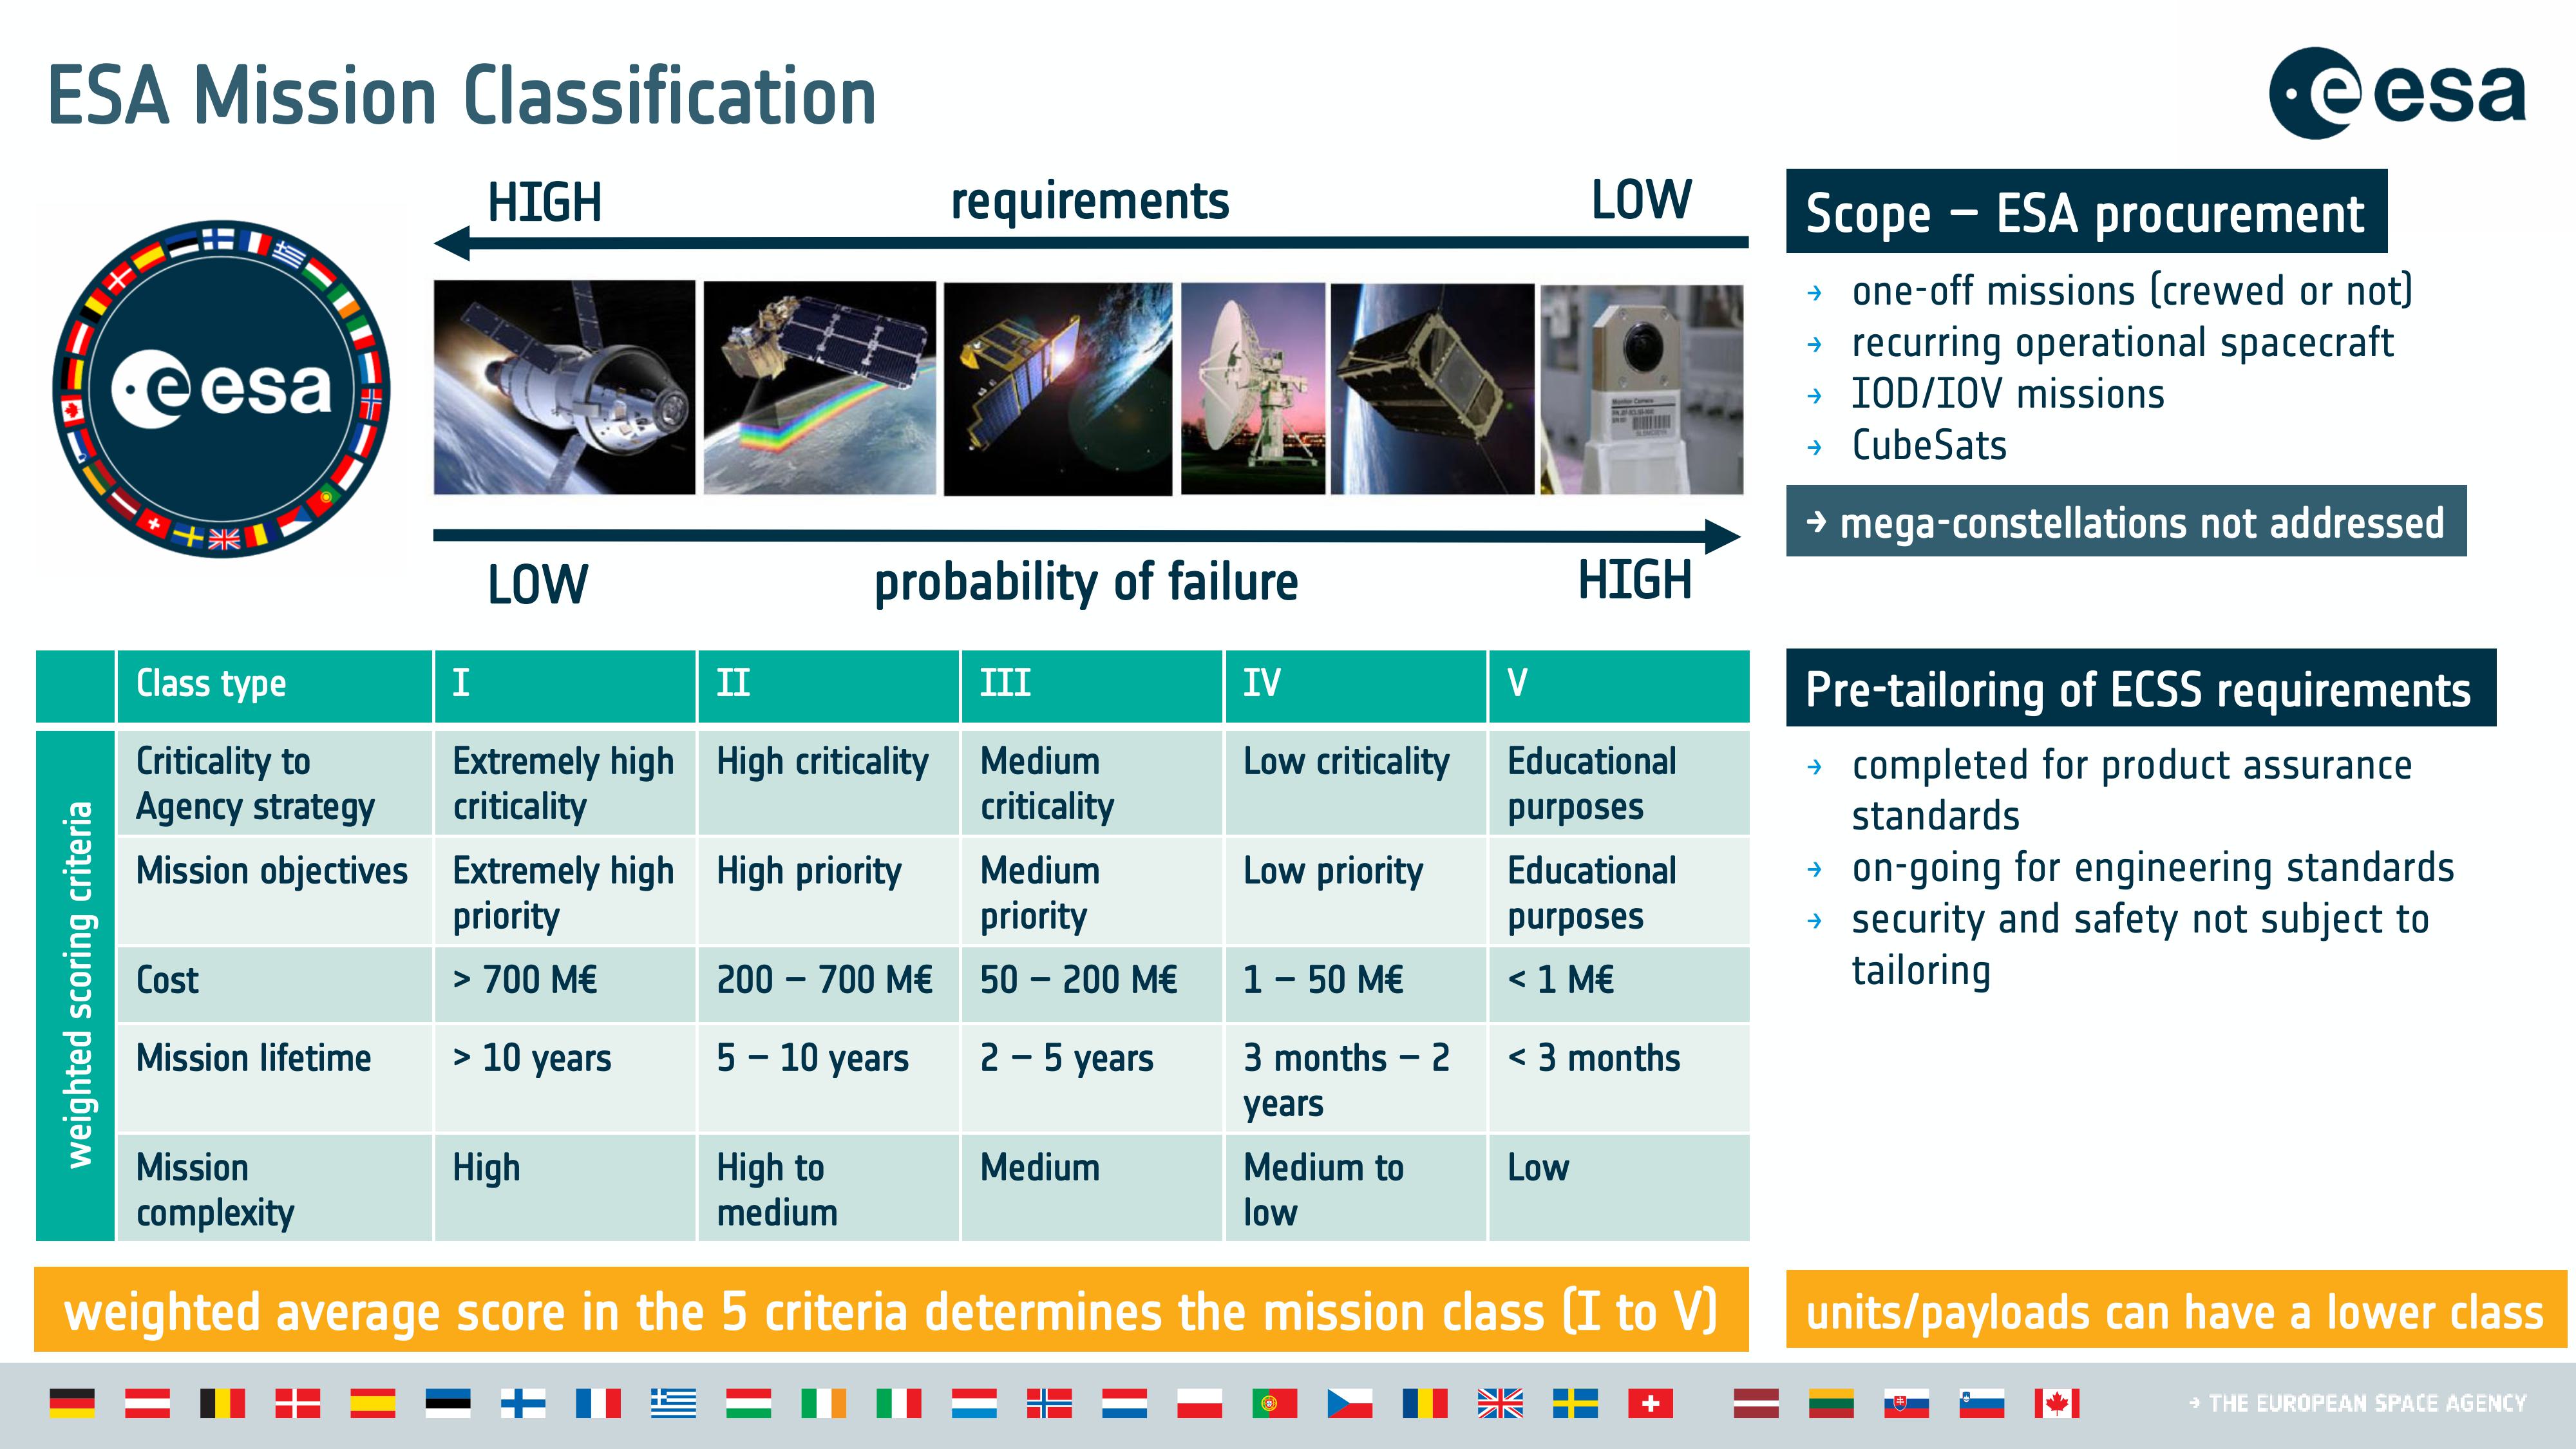 ESA Mission Classification
esa
HIGH requirements LOW
esa
Monitor Camera
LOW probability of failure HIGH
Scope – ESA procurement
→ one-off missions (crewed or not)
→ recurring operational spacecraft
→ IOD/IOV missions
→ CubeSats
→ mega-constellations not addressed
Class type I II III IV V
weighted scoring criteria
Criticality to Extremely high High criticality Medium Low criticality Educational
Agency strategy criticality criticality purposes
Mission objectives Extremely high High priority Medium Low priority Educational
priority priority purposes
Cost > 700 M€ 200 – 700 M€ 50 – 200 M€ 1 – 50 M€ < 1 M€
Mission lifetime > 10 years 5 – 10 years 2 – 5 years 3 months – 2 < 3 months
years
Mission High High to Medium Medium to Low
complexity medium low
Pre-tailoring of ECSS requirements
→ completed for product assurance
standards
→ on-going for engineering standards
→ security and safety not subject to
tailoring
weighted average score in the 5 criteria determines the mission class (I to V)
units/payloads can have a lower class
→ THE EUROPEAN SPACE AGENCY